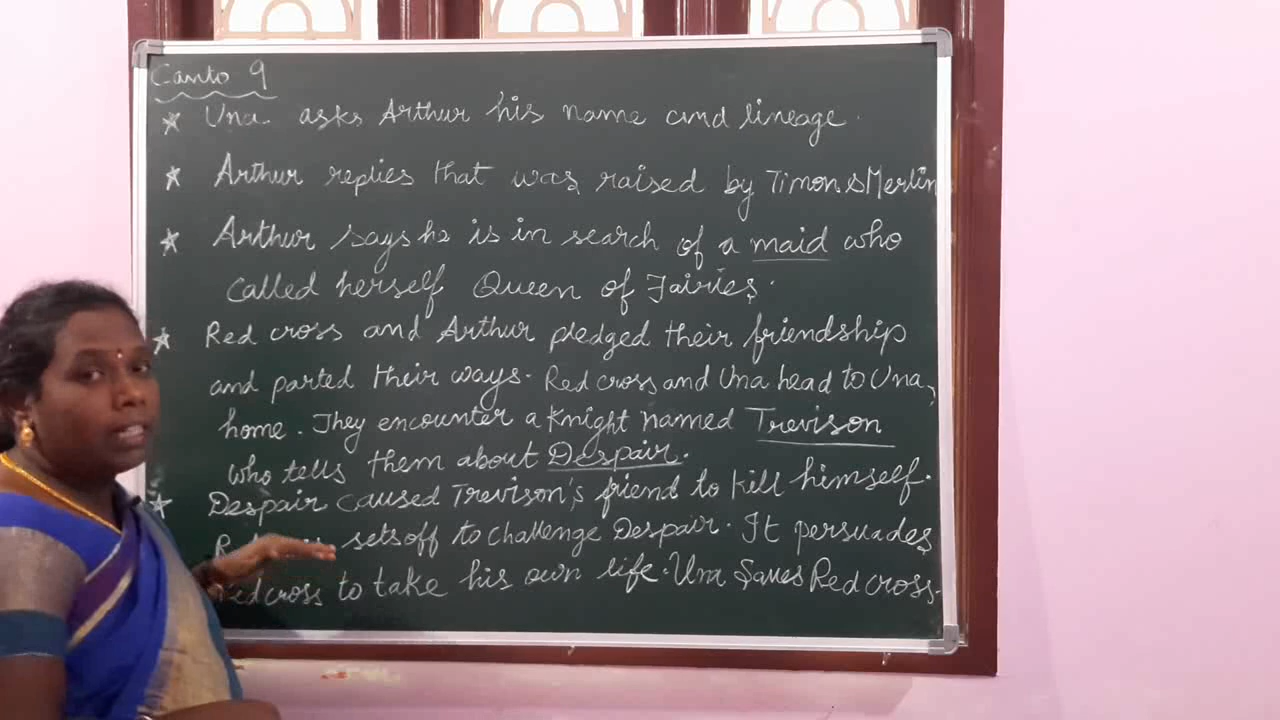 Canto 9
* Una asks Arthur his name and lineage.
* Arthur replies that was raised by Timon & Merlin
* Arthur says he is in search of a maid who
called herself Queen of Fairies.
* Red cross and Arthur pledged their friendship
and parted their ways. Red cross and Una head to Una,
home. They encounter a Knight named Trevison
who tells them about Despair.
* Despair caused Trevison's friend to kill himself.
sets off to challenge Despair. It persuades
Redcross to take his own life. Una saves Red cross.